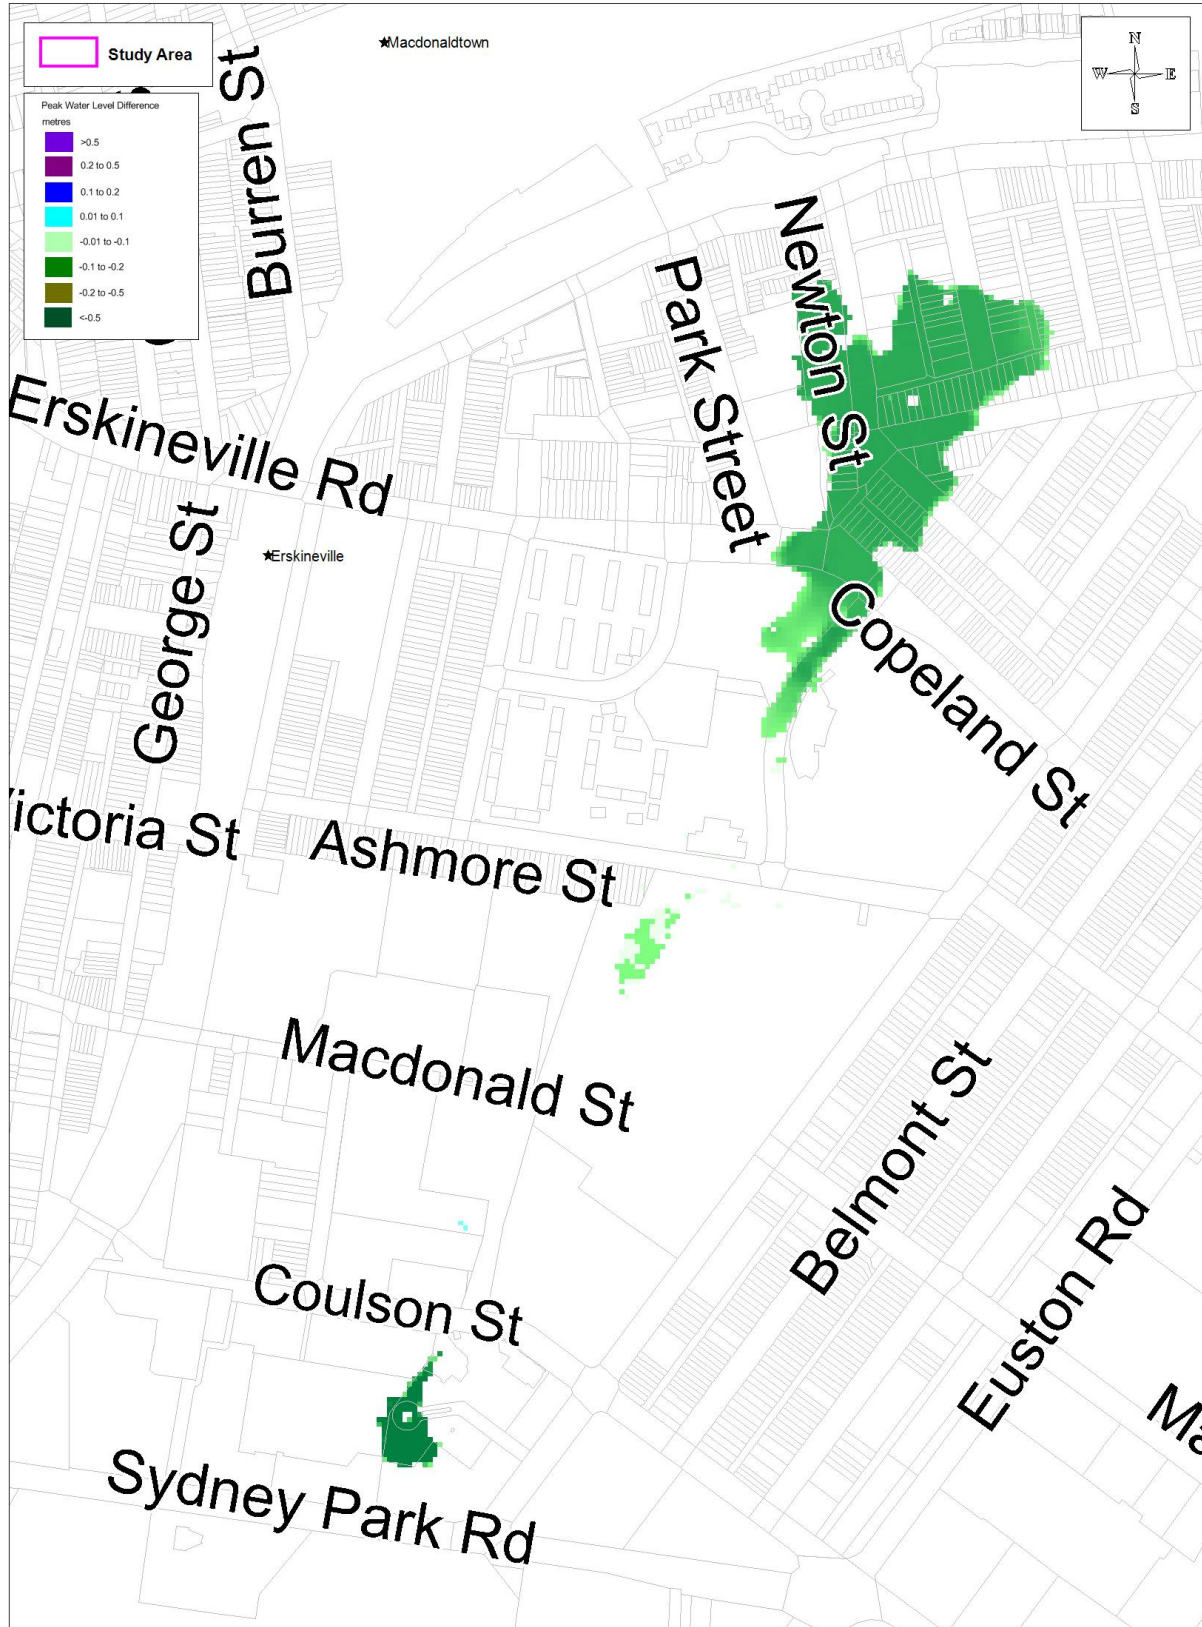 Study Area
Macdonaldtown
N
W E
S
Peak Water Level Difference
metres
>0.5
0.2 to 0.5
0.1 to 0.2
0.01 to 0.1
-0.01 to -0.1
-0.1 to -0.2
-0.2 to -0.5
<-0.5
Burren St
Newton St
Park Street
Erskineville Rd
George St
Erskineville
Copeland St
ictoria St
Ashmore St
Macdonald St
Belmont St
Euston Rd
Coulson St
Ma
Sydney Park Rd